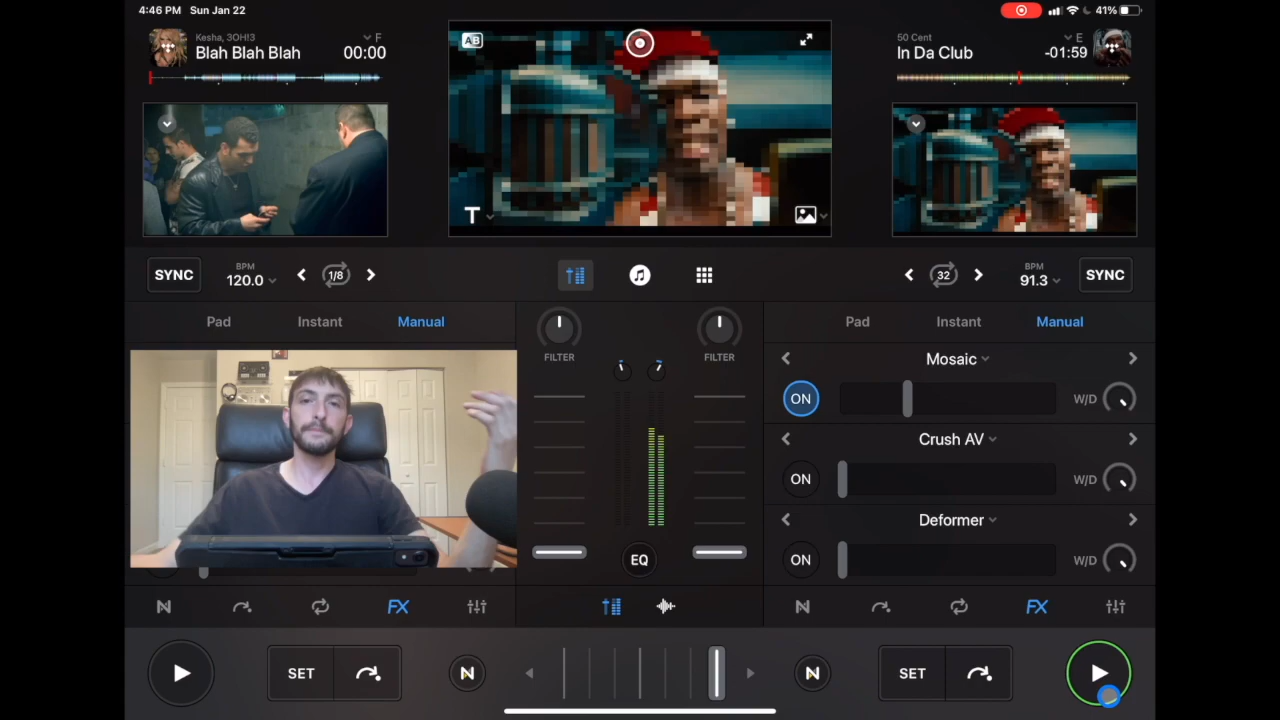 4:46 PM Sun Jan 22
41%
Kesha, 3OH!3
F
Blah Blah Blah
00:00
AB
T
50 Cent
E
In Da Club
-01:59
SYNC
BPM
120.0
1/8
32
BPM
91.3
SYNC
Pad
Instant
Manual
FILTER
FILTER
Pad
Instant
Manual
Mosaic
ON
W/D
Crush AV
ON
W/D
Deformer
ON
W/D
EQ
N
FX
N
FX
SET
N
N
SET